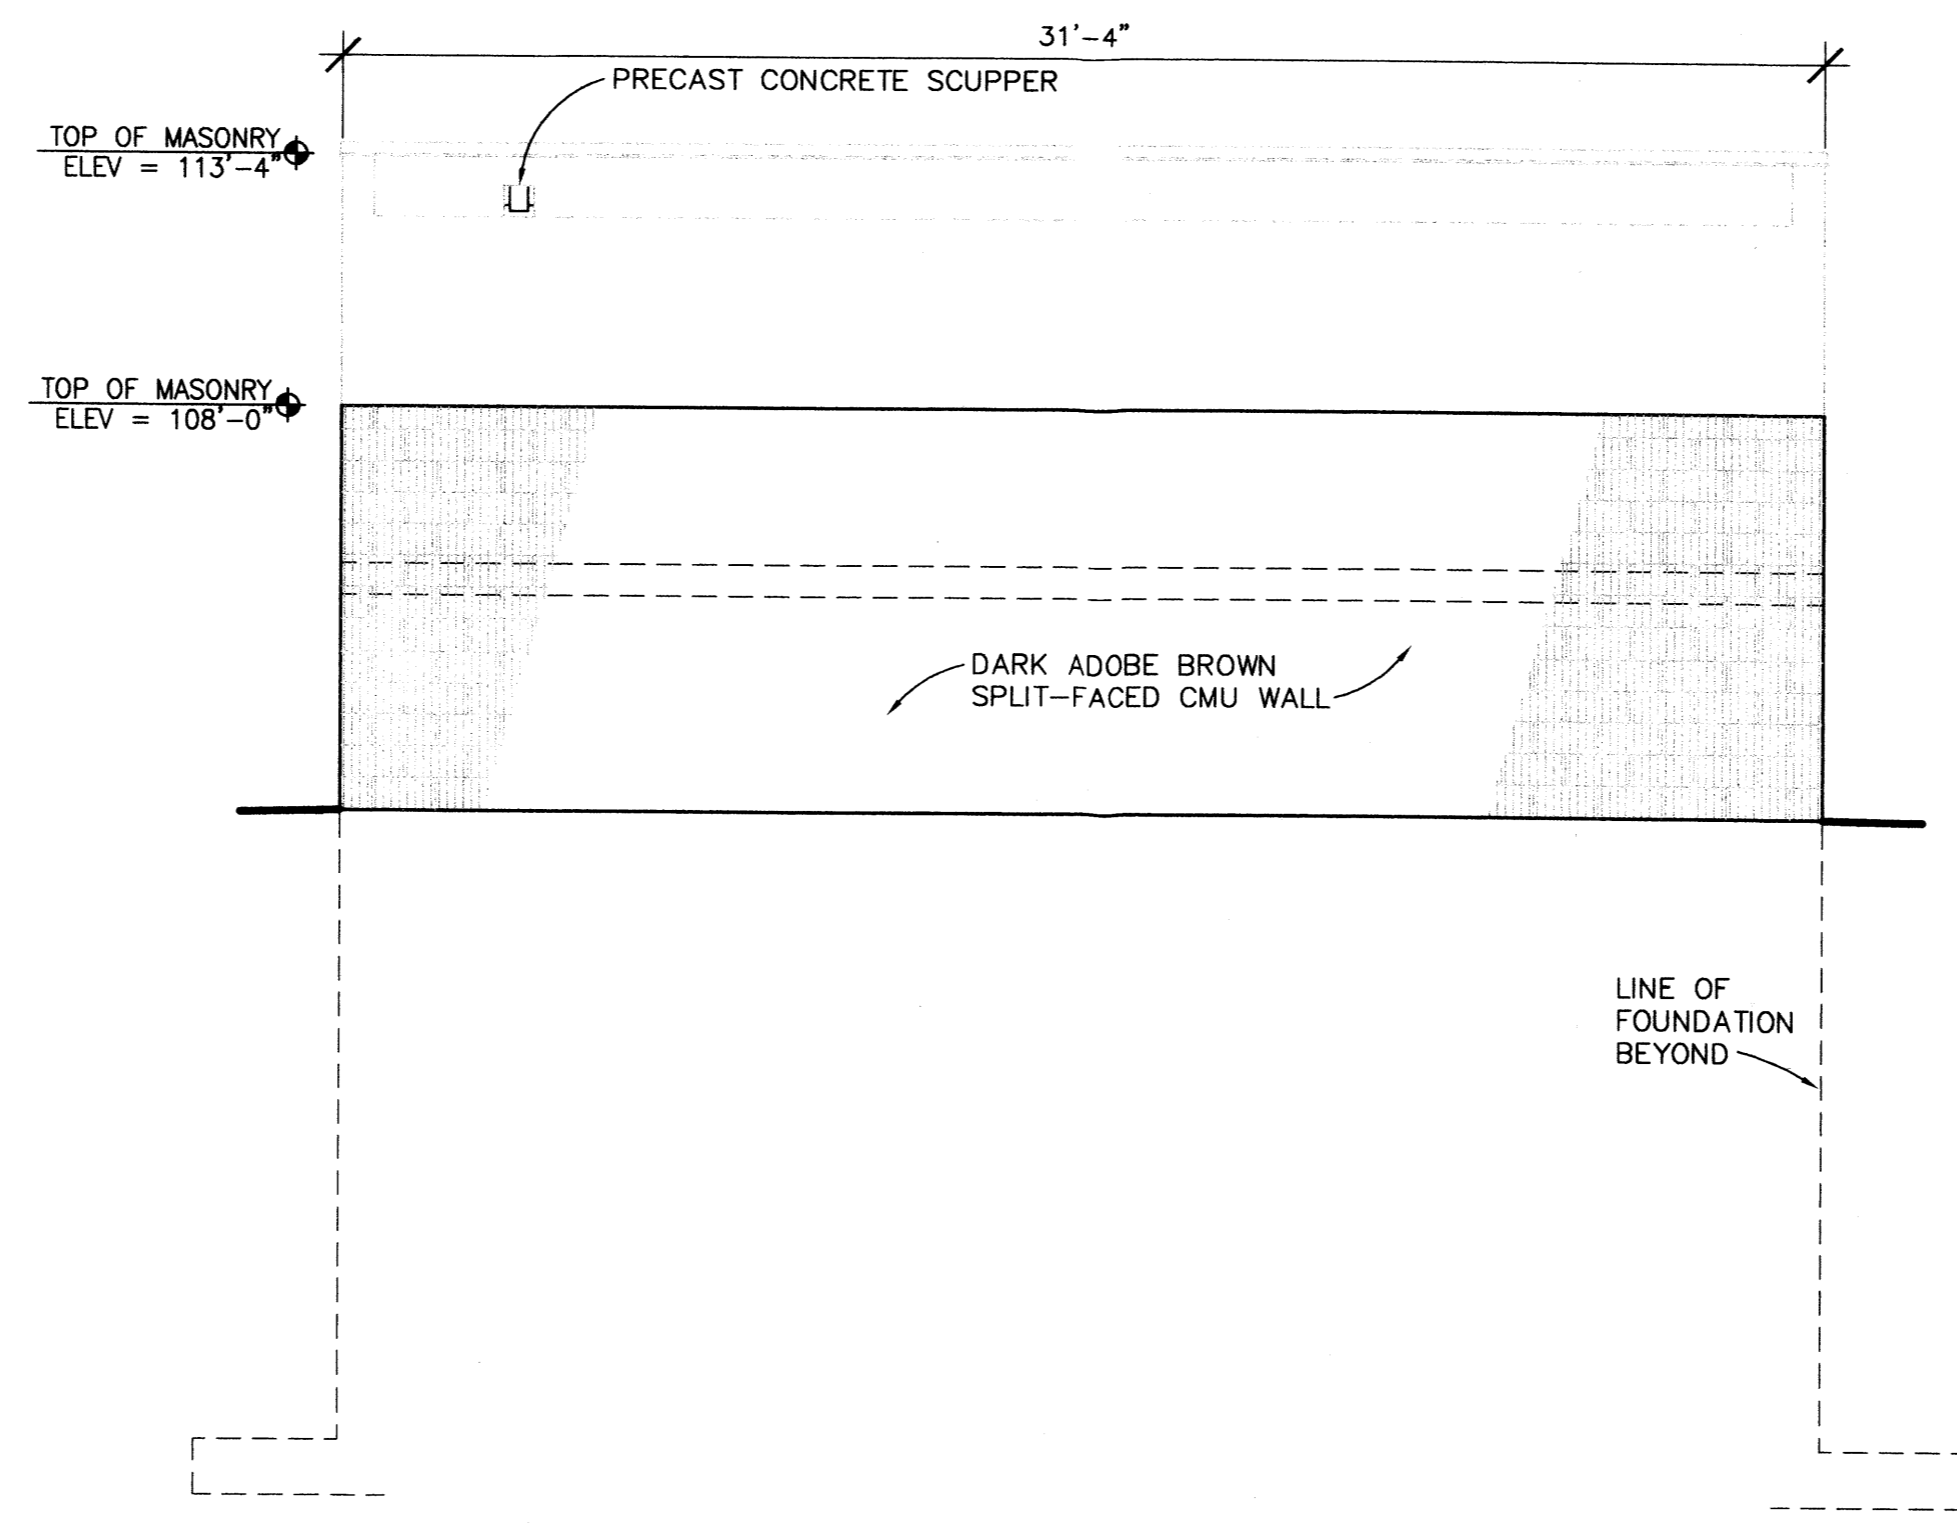 31'-4"
PRECAST CONCRETE SCUPPER
TOP OF MASONRY
ELEV = 113'-4"
TOP OF MASONRY
ELEV = 108'-0"
DARK ADOBE BROWN
SPLIT-FACED CMU WALL
LINE OF
FOUNDATION
BEYOND